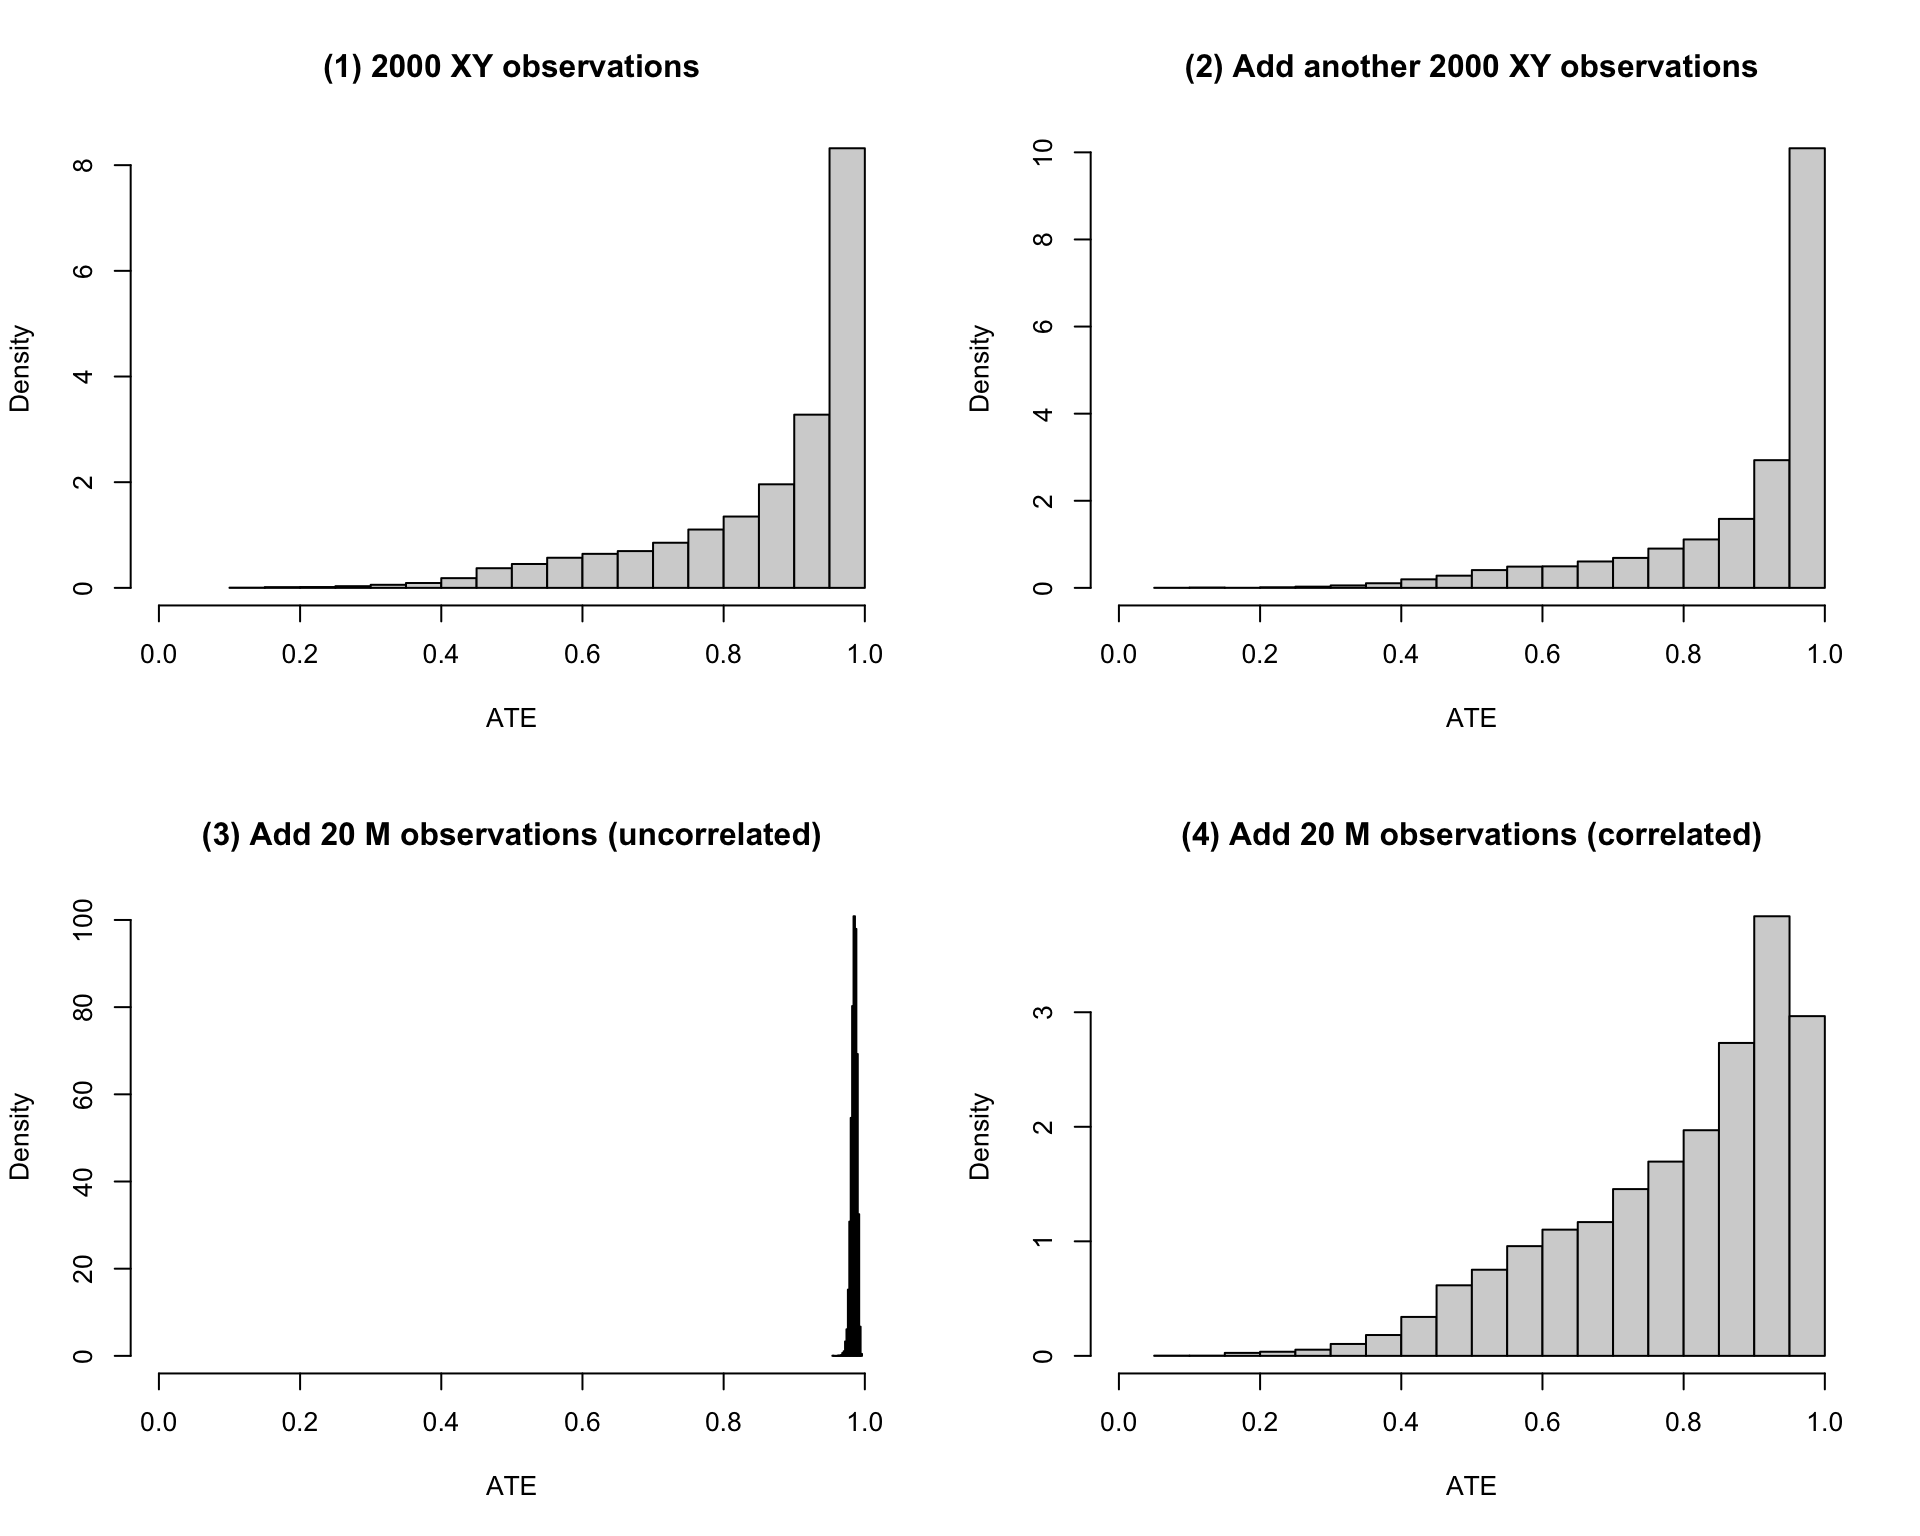 (1) 2000 XY observations
Density
0 2 4 6 8
0.0 0.2 0.4 0.6 0.8 1.0
ATE
(2) Add another 2000 XY observations
Density
0 2 4 6 8 10
0.0 0.2 0.4 0.6 0.8 1.0
ATE
(3) Add 20 M observations (uncorrelated)
Density
0 20 40 60 80 100
0.0 0.2 0.4 0.6 0.8 1.0
ATE
(4) Add 20 M observations (correlated)
Density
0 1 2 3
0.0 0.2 0.4 0.6 0.8 1.0
ATE